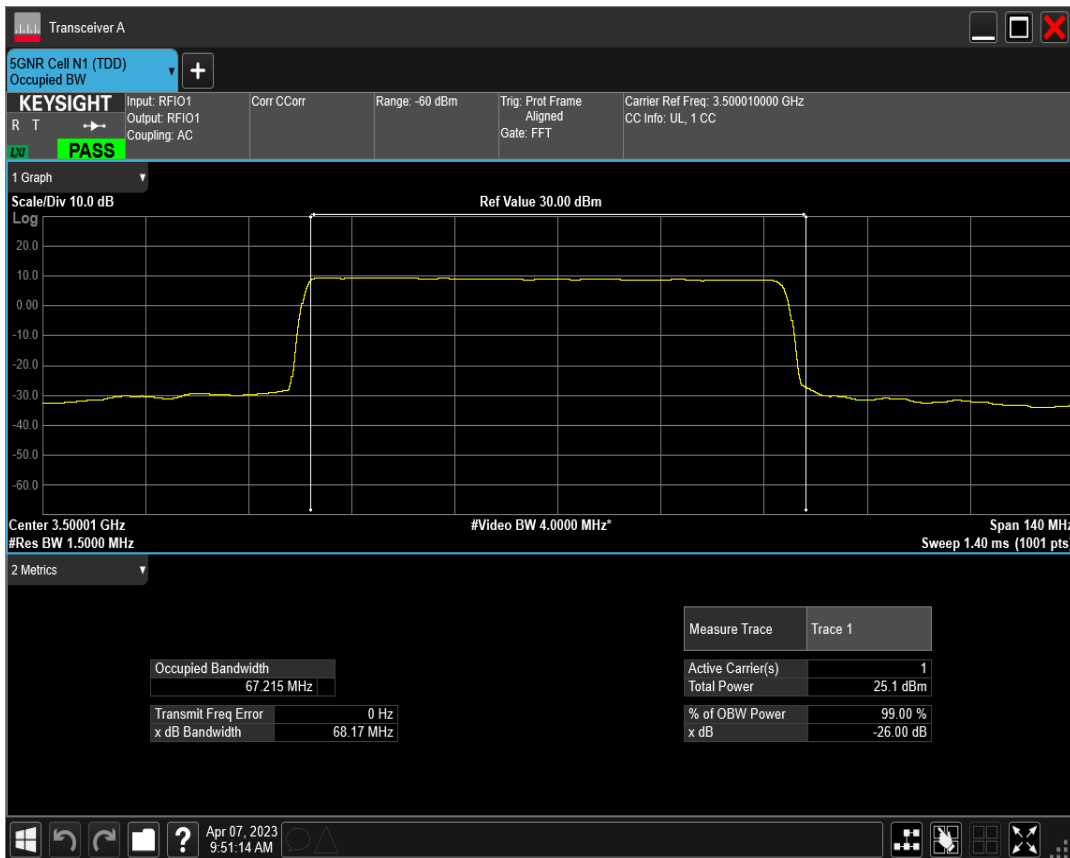 Transceiver A
5GNR Cell N1 (TDD)
Occupied BW
+
KEYSIGHT
R T
LXI
PASS
Input: RFIO1
Output: RFIO1
Coupling: AC
Corr CCorr
Range: -60 dBm
Trig: Prot Frame
Aligned
Gate: FFT
Carrier Ref Freq: 3.500010000 GHz
CC Info: UL, 1 CC
1 Graph
Scale/Div 10.0 dB
Ref Value 30.00 dBm
Log
20.0
10.0
0.00
-10.0
-20.0
-30.0
-40.0
-50.0
-60.0
Center 3.50001 GHz
#Video BW 4.0000 MHz*
Span 140 MHz
#Res BW 1.5000 MHz
Sweep 1.40 ms (1001 pts)
2 Metrics
Measure Trace Trace 1
Occupied Bandwidth
67.215 MHz
Active Carrier(s) 1
Total Power 25.1 dBm
Transmit Freq Error 0 Hz
x dB Bandwidth 68.17 MHz
% of OBW Power 99.00 %
x dB -26.00 dB
?
Apr 07, 2023
9:51:14 AM